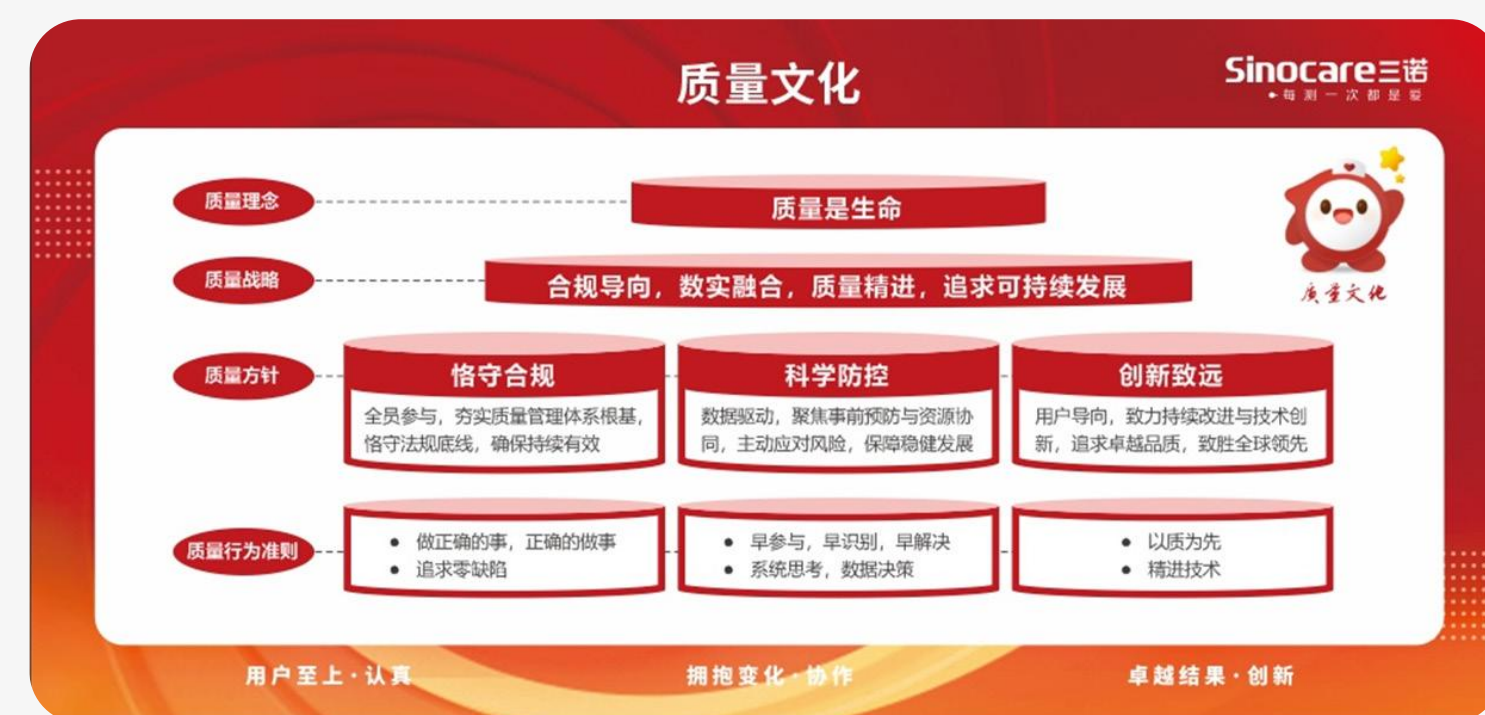 质量文化
Sinocare三诺
每测一次都是爱
质量理念
质量是生命
质量战略
合规导向，数实融合，质量精进，追求可持续发展
质量文化
质量方针
恪守合规
全员参与，夯实质量管理体系根基，
恪守法规底线，确保持续有效
科学防控
数据驱动，聚焦事前预防与资源协
同，主动应对风险，保障稳健发展
创新致远
用户导向，致力持续改进与技术创
新，追求卓越品质，致胜全球领先
质量行为准则
● 做正确的事，正确的做事
● 追求零缺陷
● 早参与，早识别，早解决
● 系统思考，数据决策
● 以质为先
● 精进技术
用户至上·认真
拥抱变化·协作
卓越结果·创新